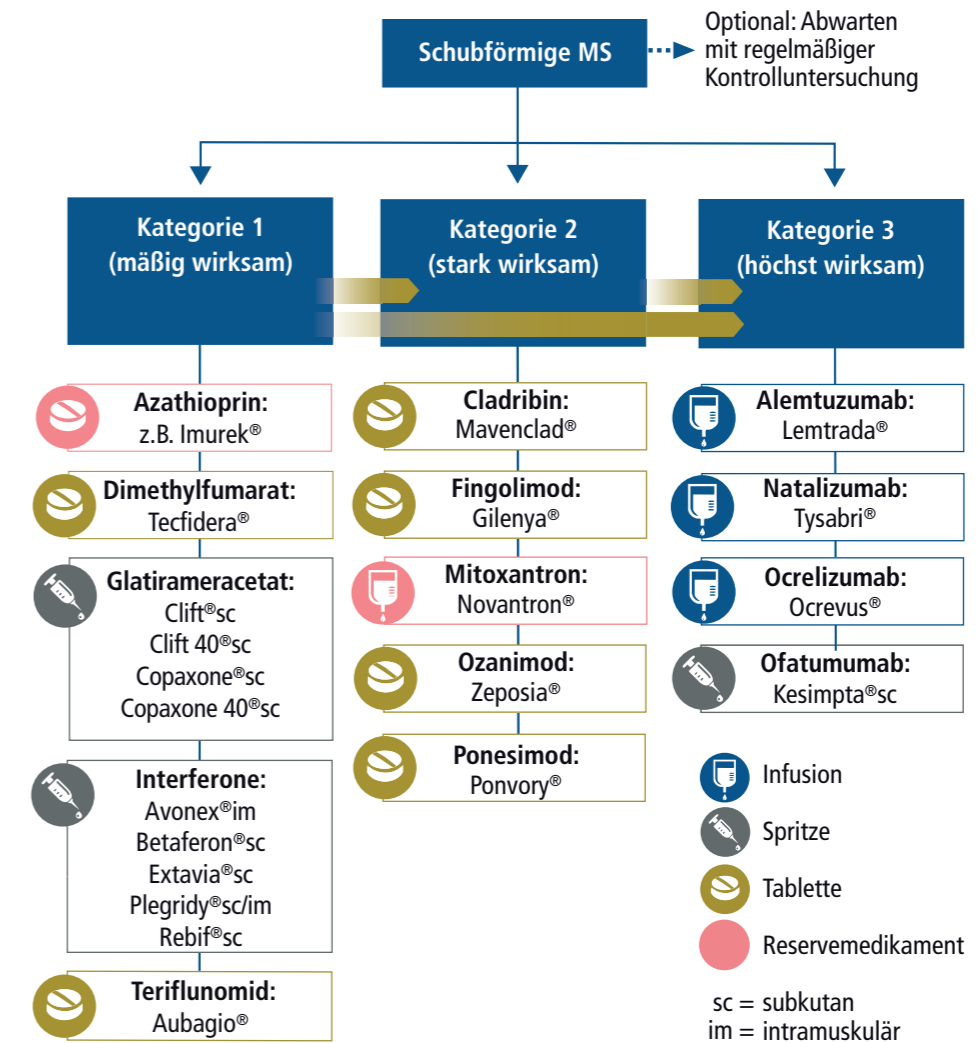 Schubförmige MS
Optional: Abwarten
mit regelmäßiger
Kontrolluntersuchung
Kategorie 1
(mäßig wirksam)
Kategorie 2
(stark wirksam)
Kategorie 3
(höchst wirksam)
Azathioprin:
z.B. Imurek®
Dimethylfumarat:
Tecfidera®
Glatirameracetat:
Clift®sc
Clift 40®sc
Copaxone®sc
Copaxone 40®sc
Interferone:
Avonex®im
Betaferon®sc
Extavia®sc
Plegridy®sc/im
Rebif®sc
Teriflunomid:
Aubagio®
Cladribin:
Mavenclad®
Fingolimod:
Gilenya®
Mitoxantron:
Novantron®
Ozanimod:
Zeposia®
Ponesimod:
Ponvory®
Alemtuzumab:
Lemtrada®
Natalizumab:
Tysabri®
Ocrelizumab:
Ocrevus®
Ofatumumab:
Kesimpta®sc
Infusion
Spritze
Tablette
Reservemedikament
sc = subkutan
im = intramuskulär